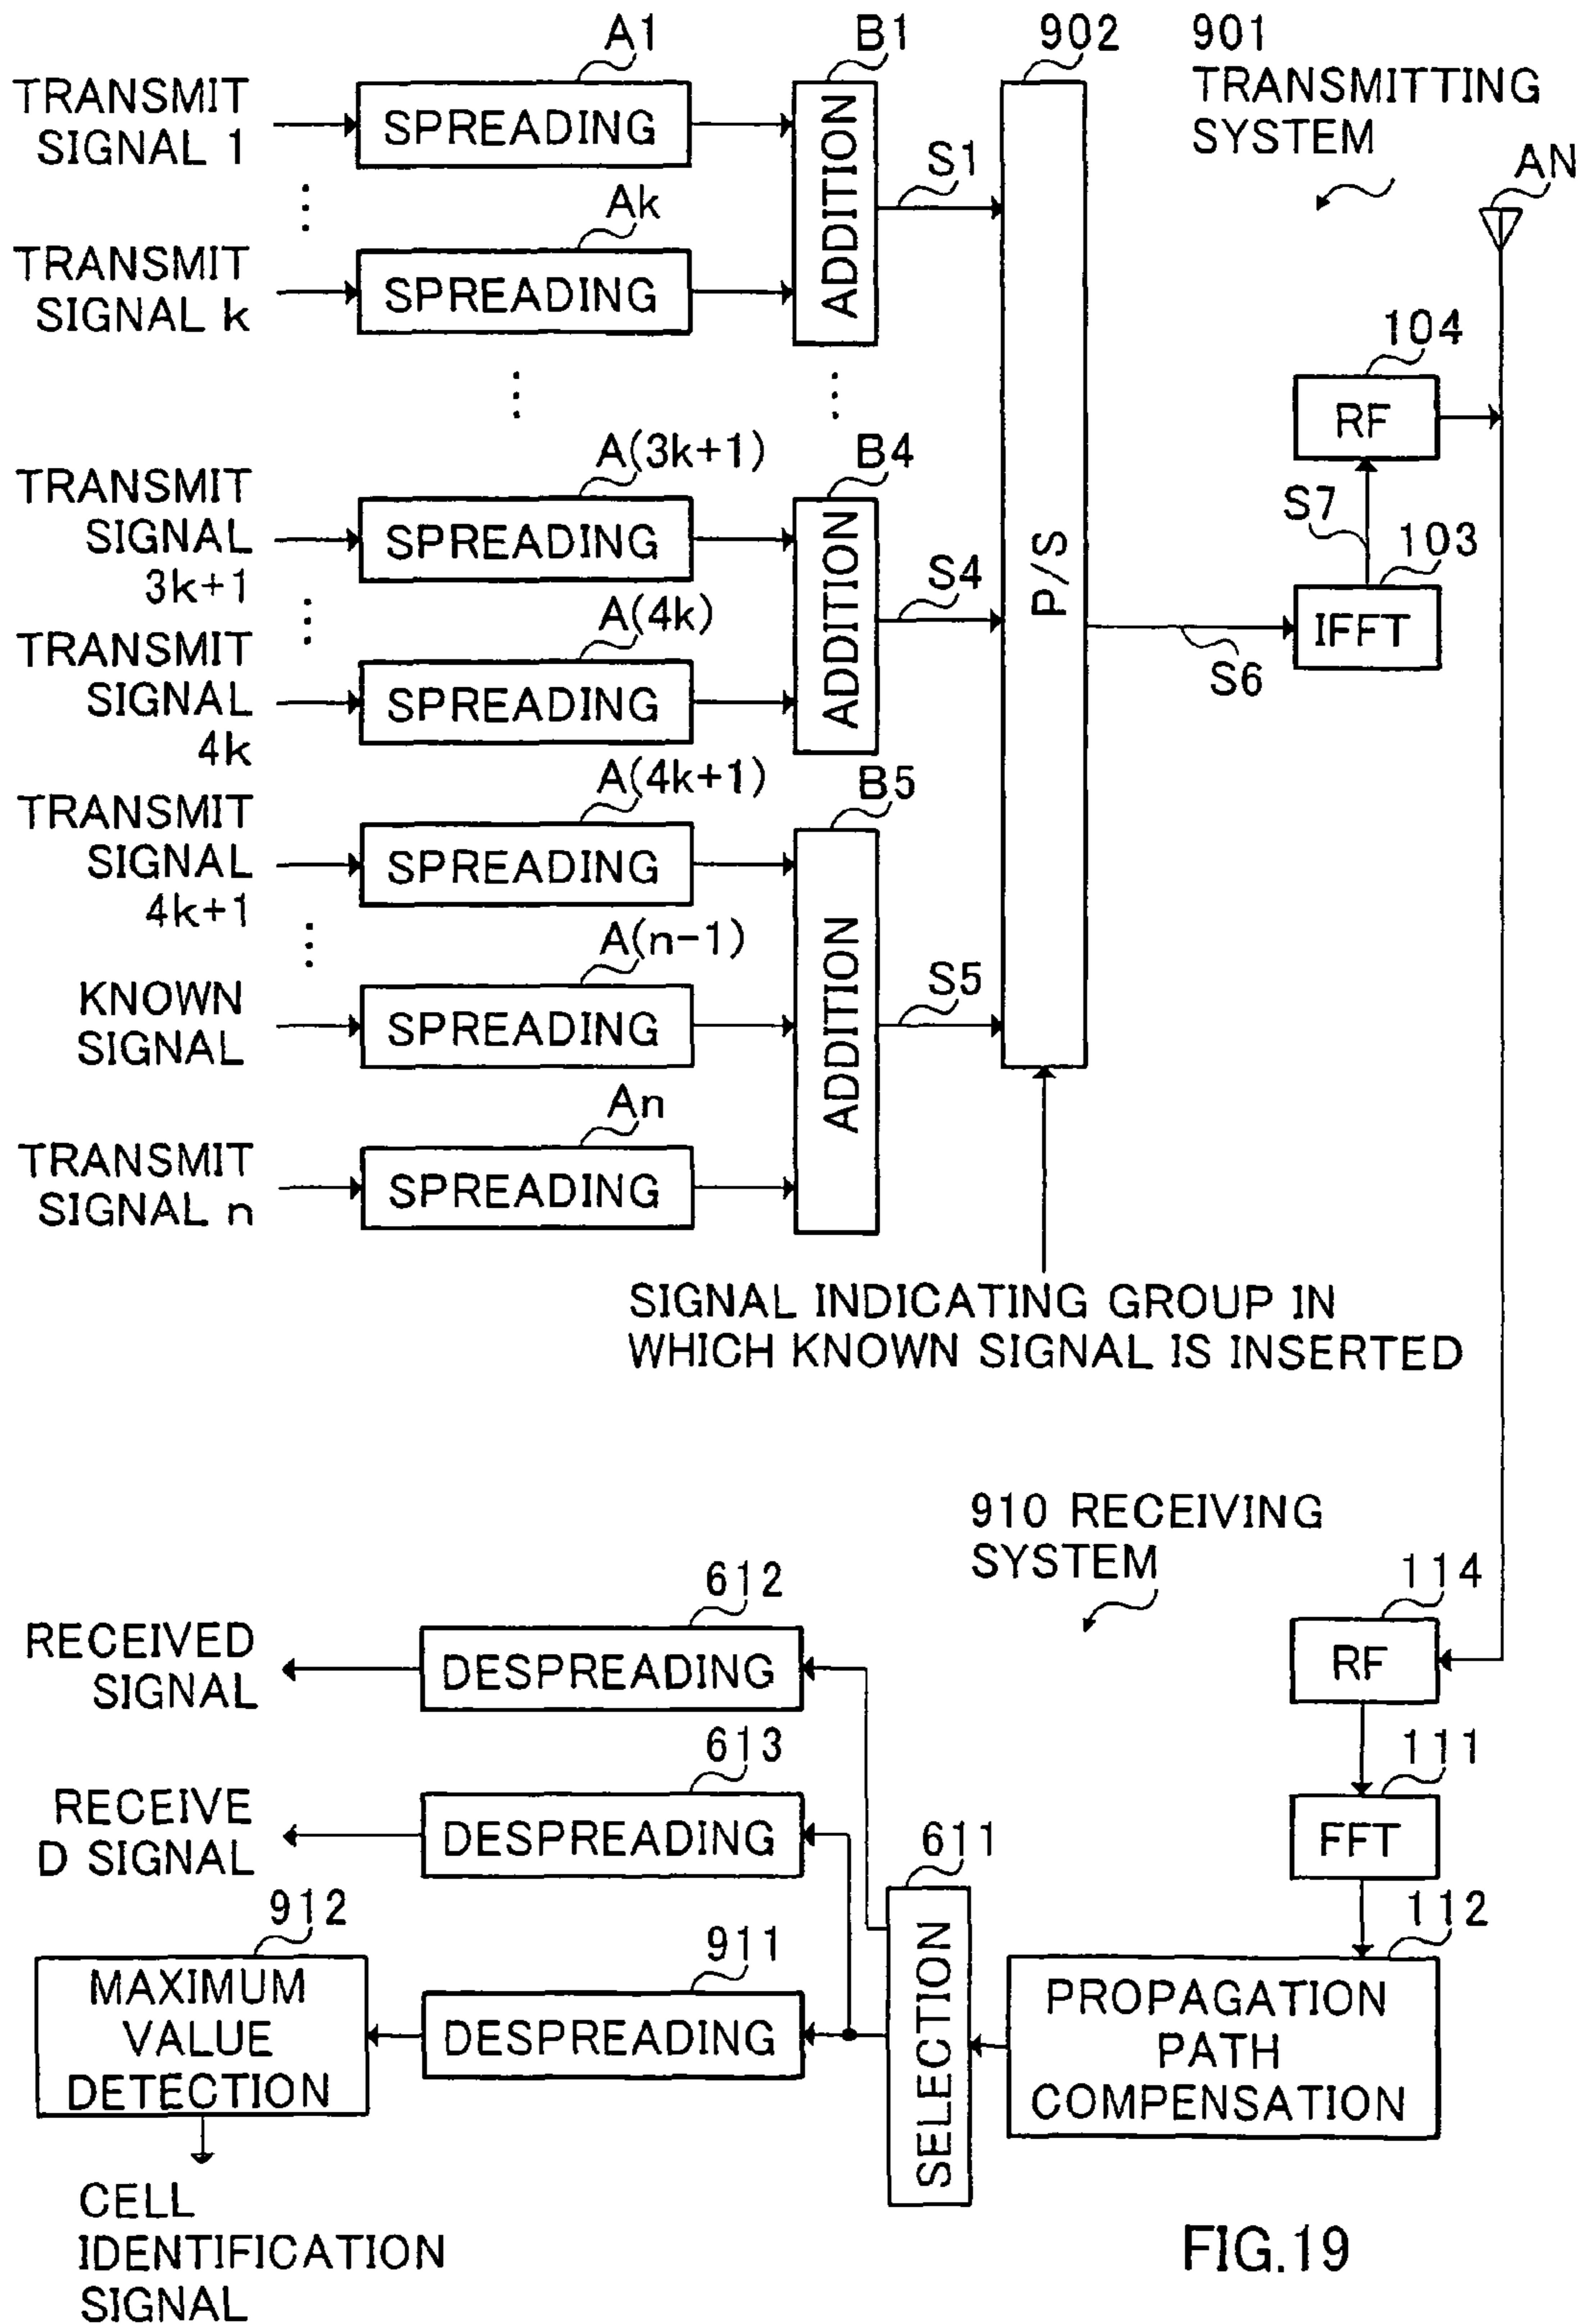 A1
B1
902
901
TRANSMITTING
SYSTEM
TRANSMIT
SIGNAL 1
SPREADING
ADDITION
S1
AN
⋮
Ak
TRANSMIT
SIGNAL k
SPREADING
104
RF
⋮
⋮
A(3k+1)
B4
TRANSMIT
SIGNAL
3k+1
SPREADING
ADDITION
S4
P/S
S7
103
IFFT
S6
⋮
A(4k)
TRANSMIT
SIGNAL
4k
SPREADING
A(4k+1)
B5
TRANSMIT
SIGNAL
4k+1
SPREADING
ADDITION
⋮
A(n-1)
S5
KNOWN
SIGNAL
SPREADING
An
TRANSMIT
SIGNAL n
SPREADING
SIGNAL INDICATING GROUP IN
WHICH KNOWN SIGNAL IS INSERTED
910 RECEIVING
SYSTEM
612
114
RECEIVED
SIGNAL
DESPREADING
RF
613
111
RECEIVE
D SIGNAL
DESPREADING
611
FFT
912
911
112
MAXIMUM
VALUE
DETECTION
DESPREADING
SELECTION
PROPAGATION
PATH
COMPENSATION
CELL
IDENTIFICATION
SIGNAL
FIG.19